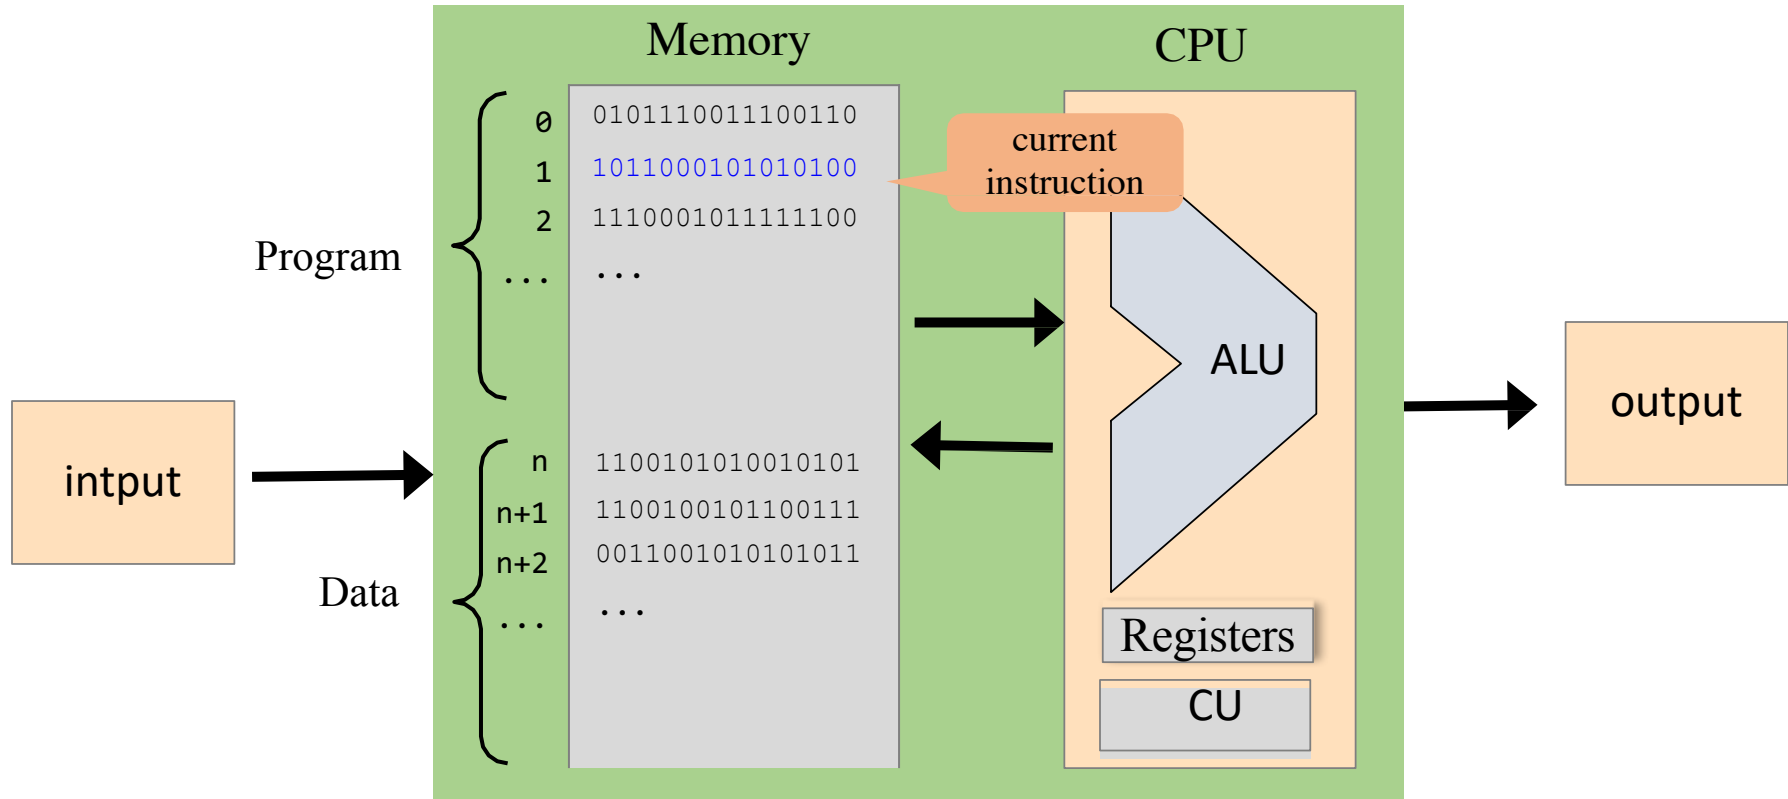 Memory
CPU
0 0101110011100110
1 1011000101010100
2 1110001011111100
... ...
current
instruction
Program
ALU
intput
output
n 1100101010010101
n+1 1100100101100111
n+2 0011001010101011
... ...
Data
Registers
CU